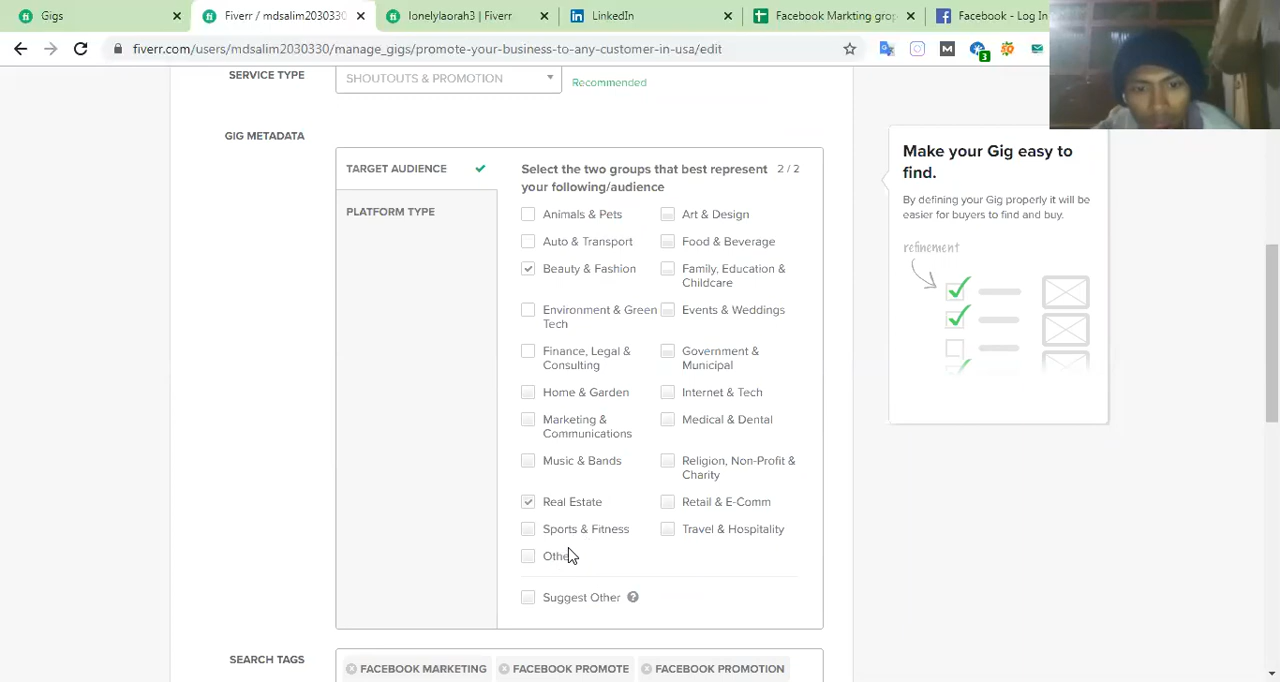 Gigs
Fiverr / mdsalim2030330
lonelylaorah3 | Fiverr
LinkedIn
Facebook Markting grop
Facebook - Log In
fiverr.com/users/mdsalim2030330/manage_gigs/promote-your-business-to-any-customer-in-usa/edit
M
3
SERVICE TYPE
SHOUTOUTS & PROMOTION
Recommended
GIG METADATA
TARGET AUDIENCE
PLATFORM TYPE
Select the two groups that best represent
your following/audience
2 / 2
Animals & Pets
Art & Design
Auto & Transport
Food & Beverage
Beauty & Fashion
Family, Education &
Childcare
Environment & Green
Tech
Events & Weddings
Finance, Legal &
Consulting
Government &
Municipal
Home & Garden
Internet & Tech
Marketing &
Communications
Medical & Dental
Music & Bands
Religion, Non-Profit &
Charity
Real Estate
Retail & E-Comm
Sports & Fitness
Travel & Hospitality
Other
Suggest Other
SEARCH TAGS
FACEBOOK MARKETING
FACEBOOK PROMOTE
FACEBOOK PROMOTION
Make your Gig easy to
find.
By defining your Gig properly it will be
easier for buyers to find and buy.
refinement